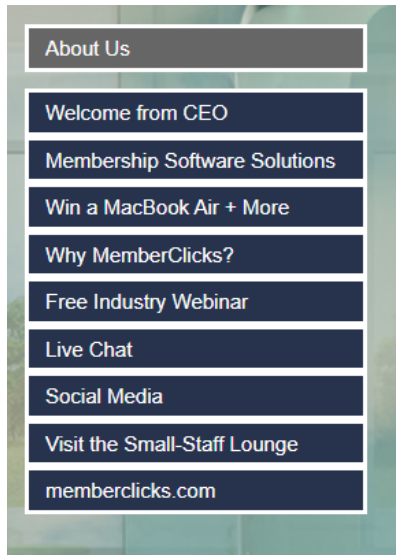 About Us
Welcome from CEO
Membership Software Solutions
Win a MacBook Air + More
Why MemberClicks?
Free Industry Webinar
Live Chat
Social Media
Visit the Small-Staff Lounge
memberclicks.com